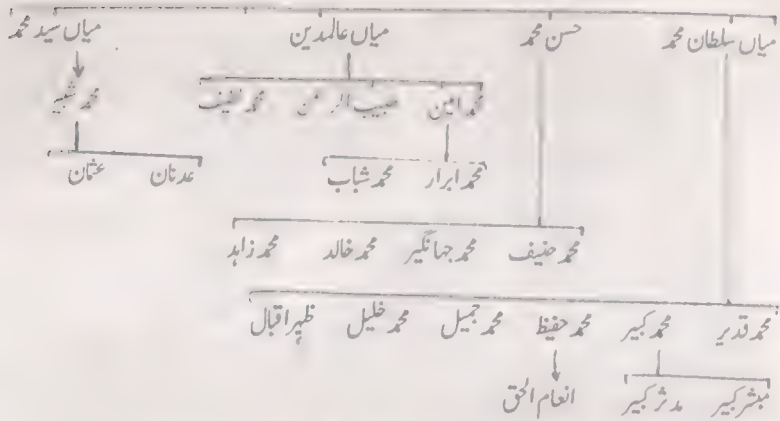 میاں سلطان محمد حسن محمد میاں عالمدین میاں سید محمد
محمد امین حبیب الرحمن محمد لطیف محمد شبیر
محمد ابرار محمد شہاب عدنان عثمان
محمد حنیف محمد جہانگیر محمد خالد محمد زاہد
محمد قدیر محمد کبیر محمد حفیظ محمد جمیل محمد خلیل ظہیر اقبال
مبشر کبیر مدثر کبیر انعام الحق